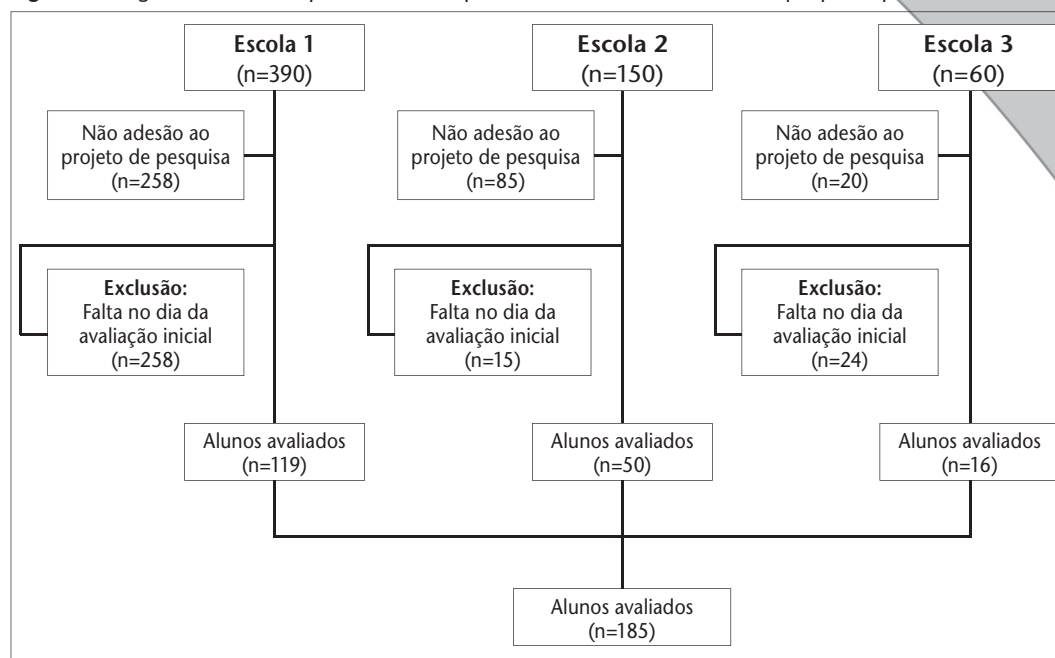 Escola 1
(n=390)
Não adesão ao
projeto de pesquisa
(n=258)
Exclusão:
Falta no dia da
avaliação inicial
(n=258)
Alunos avaliados
(n=119)
Escola 2
(n=150)
Não adesão ao
projeto de pesquisa
(n=85)
Exclusão:
Falta no dia da
avaliação inicial
(n=15)
Alunos avaliados
(n=50)
Escola 3
(n=60)
Não adesão ao
projeto de pesquisa
(n=20)
Exclusão:
Falta no dia da
avaliação inicial
(n=24)
Alunos avaliados
(n=16)
Alunos avaliados
(n=185)